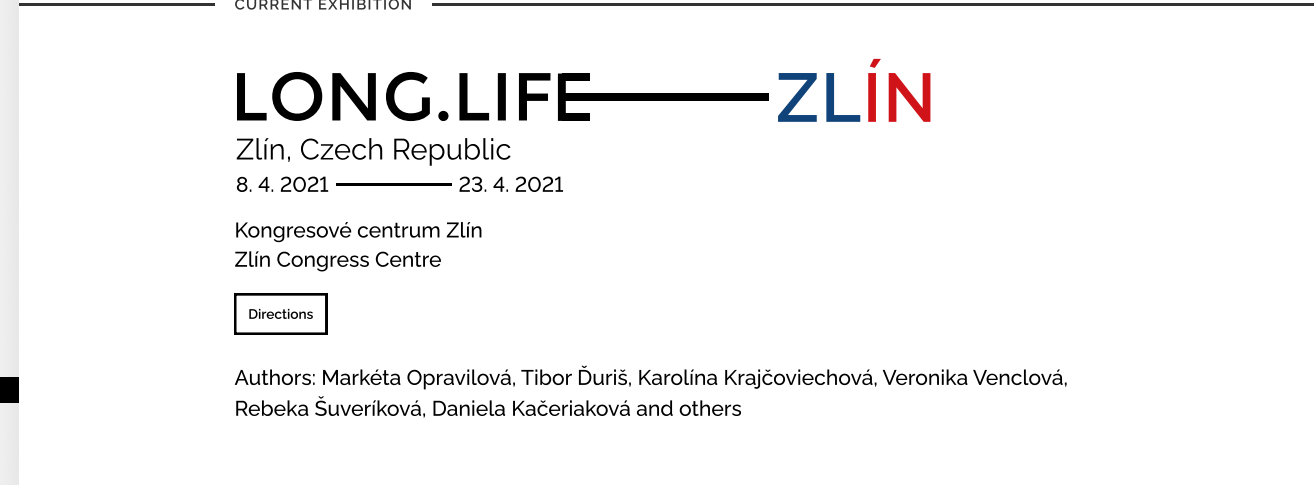 CURRENT EXHIBITION
LONG.LIFE ZLÍN
Zlín, Czech Republic
8. 4. 2021 23. 4. 2021
Kongresové centrum Zlín
Zlín Congress Centre
Directions
Authors: Markéta Opravilová, Tibor Ďuriš, Karolína Krajčoviechová, Veronika Venclová,
Rebeka Šuveríková, Daniela Kačeriaková and others